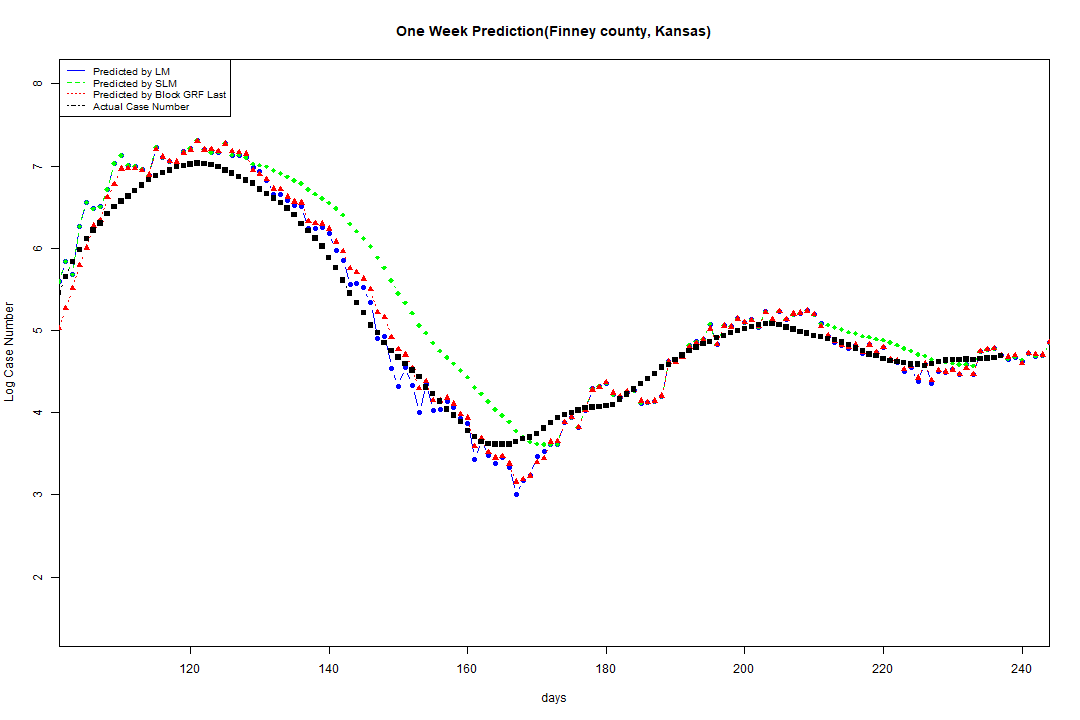 One Week Prediction(Finney county, Kansas)
Predicted by LM
Predicted by SLM
Predicted by Block GRF Last
Actual Case Number
8
7
6
5
4
3
2
Log Case Number
120 140 160 180 200 220 240
days